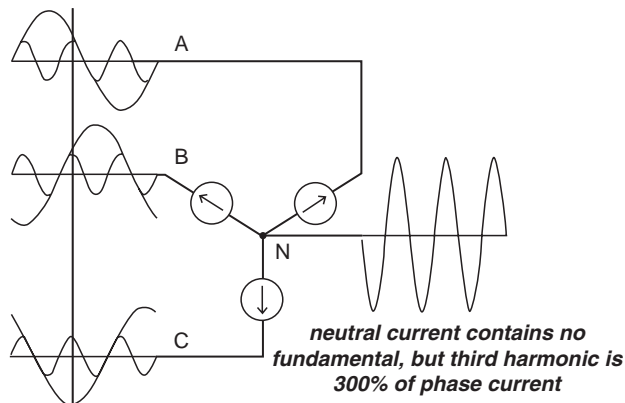 A
B
N
C
neutral current contains no
fundamental, but third harmonic is
300% of phase current